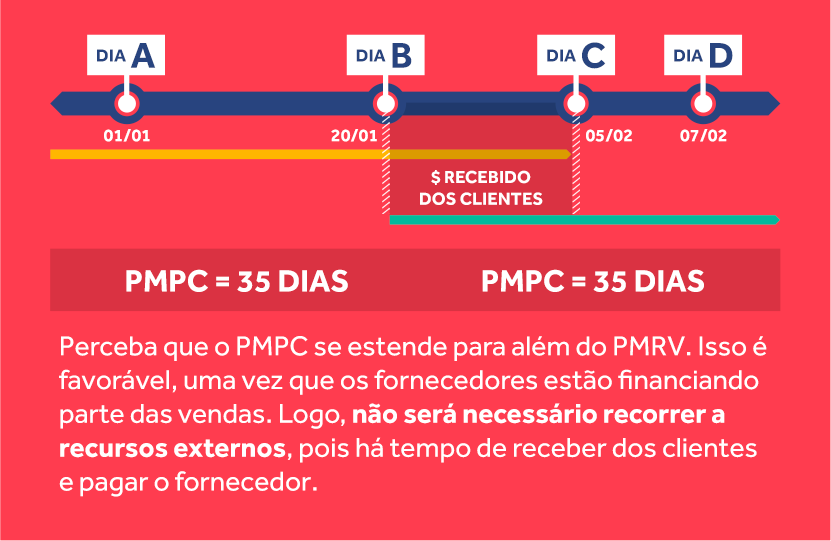 DIA A
DIA B
DIA C
DIA D
01/01
20/01
05/02
07/02
$ RECEBIDO
DOS CLIENTES
PMPC = 35 DIAS
PMPC = 35 DIAS
Perceba que o PMPC se estende para além do PMRV. Isso é
favorável, uma vez que os fornecedores estão financiando
parte das vendas. Logo, não será necessário recorrer a
recursos externos, pois há tempo de receber dos clientes
e pagar o fornecedor.